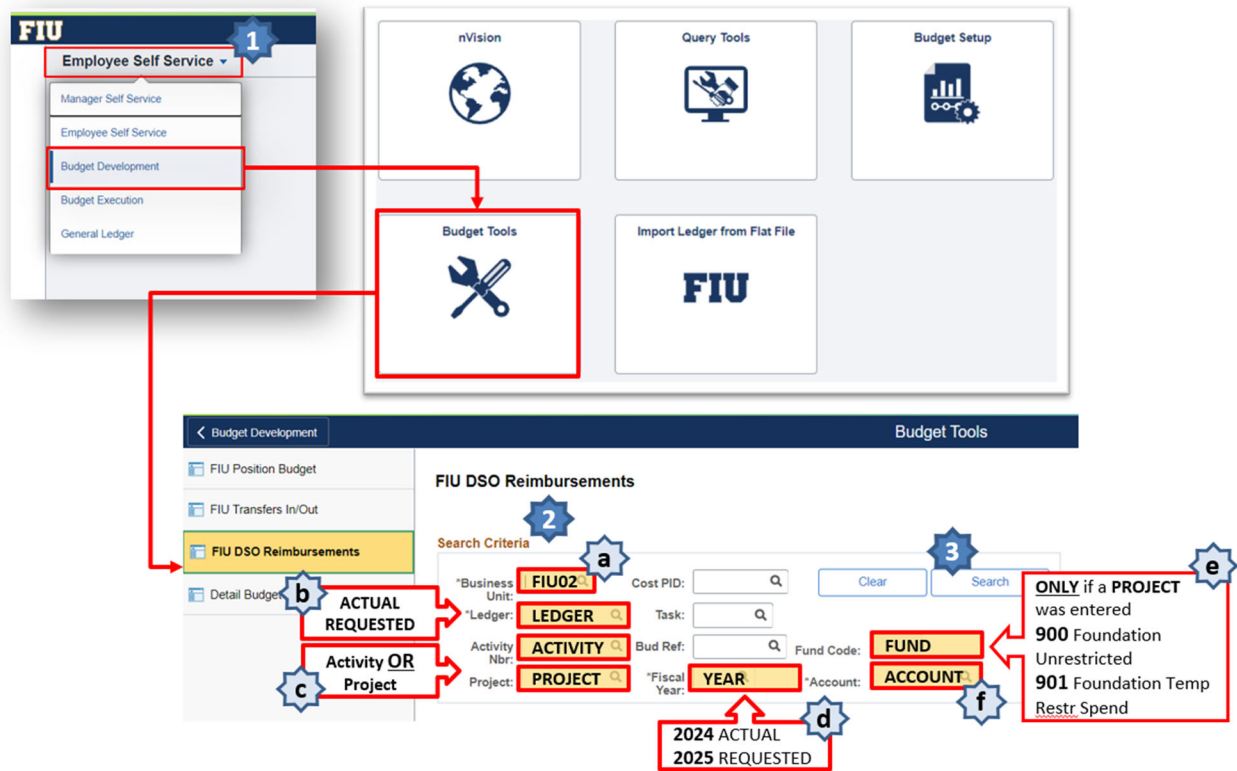 FIU
1
Employee Self Service
Manager Self Service
Employee Self Service
Budget Development
Budget Execution
General Ledger
nVision
Query Tools
Budget Setup
Budget Tools
Import Ledger from Flat File
FIU
Budget Development
Budget Tools
FIU Position Budget
FIU Transfers In/Out
FIU DSO Reimbursements
Detail Budget
FIU DSO Reimbursements
2
Search Criteria
a
*Business
Unit:
FIU02
Cost PID:
Clear
3
Search
b
ACTUAL
REQUESTED
*Ledger:
LEDGER
Task:
c
Activity OR
Project
Activity
Nbr:
ACTIVITY
Bud Ref:
Fund Code:
FUND
Project:
PROJECT
*Fiscal
Year:
YEAR
*Account:
ACCOUNT
d
2024 ACTUAL
2025 REQUESTED
e
ONLY if a PROJECT
was entered
900 Foundation
Unrestricted
901 Foundation Temp
Restr Spend
f